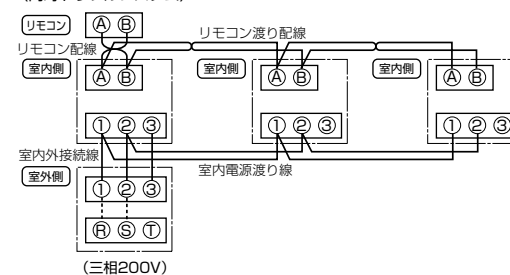 リモコン Ⓐ Ⓑ
リモコン渡り配線
リモコン配線
室内側 Ⓐ Ⓑ 室内側 Ⓐ Ⓑ 室内側 Ⓐ Ⓑ
① ② ③ ① ② ③ ① ② ③
室内外接続線
室内電源渡り線
室外側 ① ② ③
Ⓡ Ⓢ Ⓣ
(三相200V)